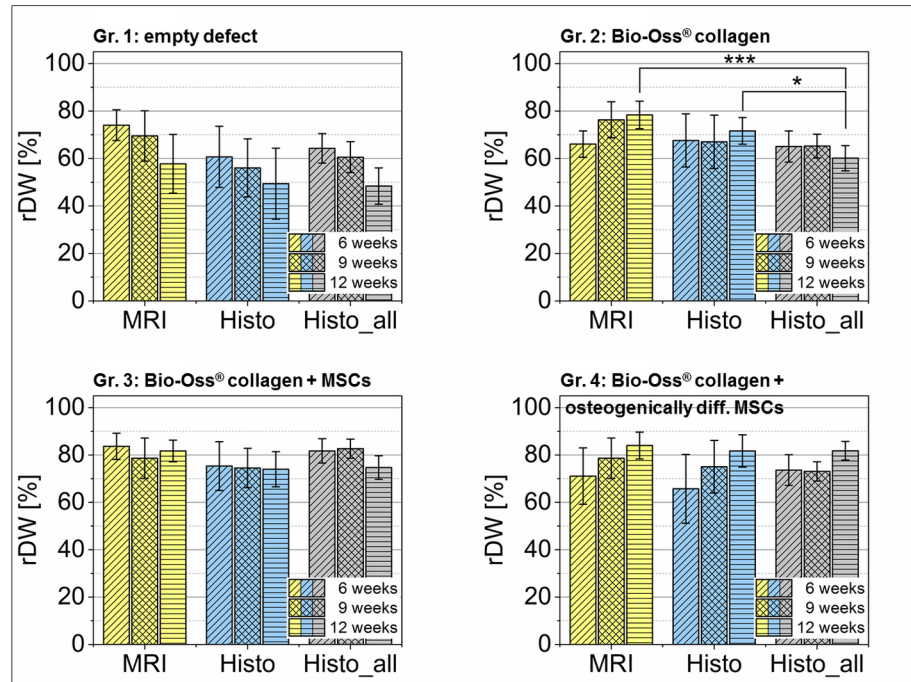 Gr. 1: empty defect
100
80
60
40
20
0
rDW [%]
6 weeks
9 weeks
12 weeks
MRI Histo Histo_all
Gr. 2: Bio-Oss® collagen
100
80
60
40
20
0
rDW [%]
***
*
6 weeks
9 weeks
12 weeks
MRI Histo Histo_all
Gr. 3: Bio-Oss® collagen + MSCs
100
80
60
40
20
0
rDW [%]
6 weeks
9 weeks
12 weeks
MRI Histo Histo_all
Gr. 4: Bio-Oss® collagen +
osteogenically diff. MSCs
100
80
60
40
20
0
rDW [%]
6 weeks
9 weeks
12 weeks
MRI Histo Histo_all